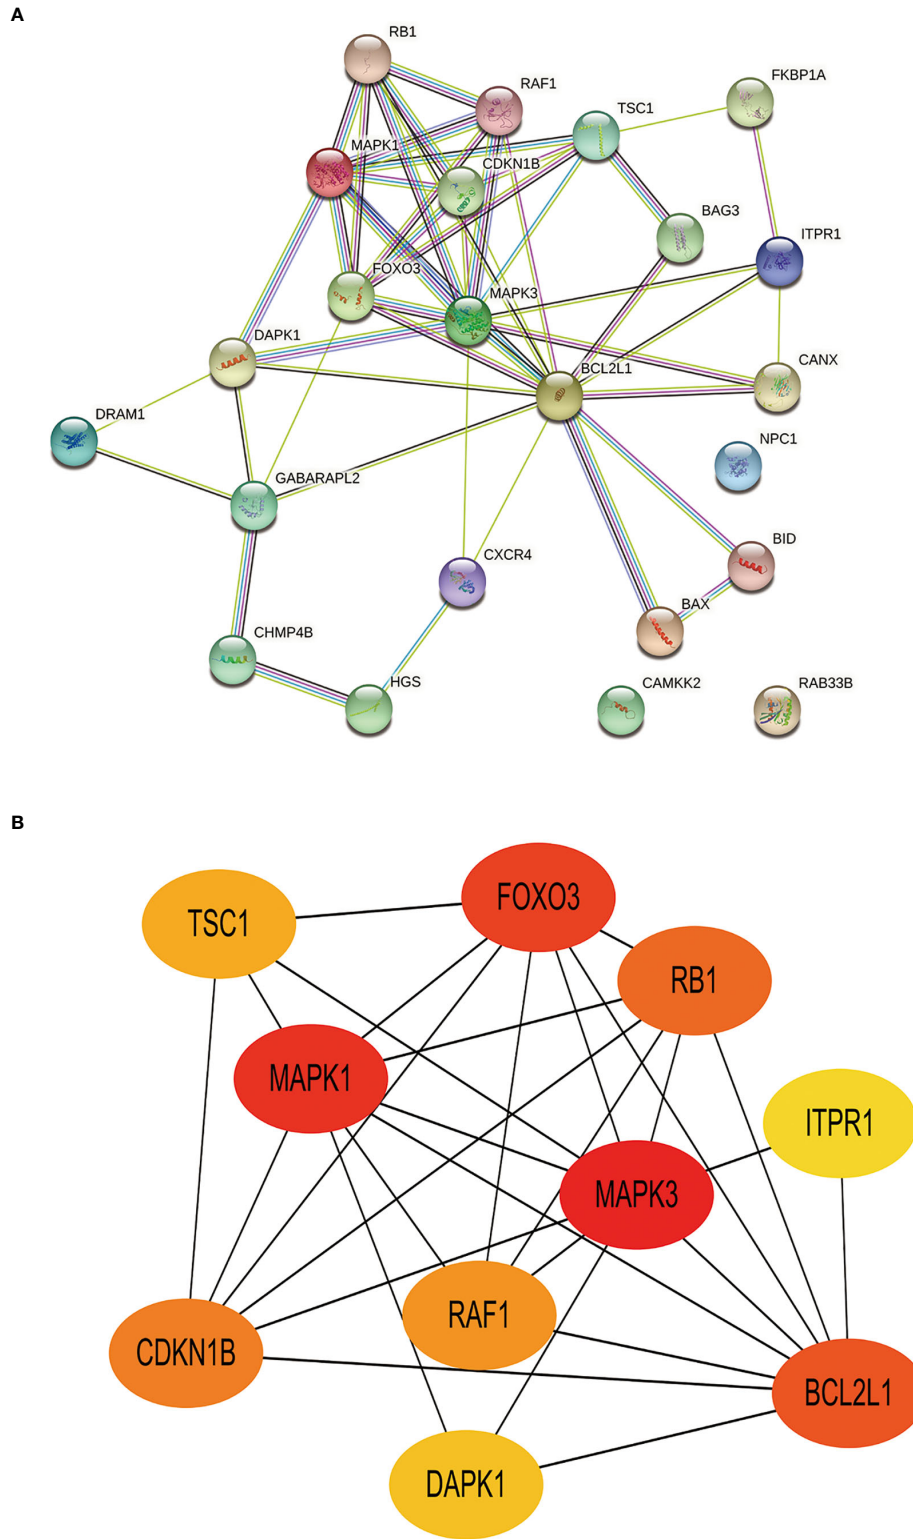 A
RB1
RAF1
FKBP1A
TSC1
MAPK1
CDKN1B
BAG3
ITPR1
FOXO3
MAPK3
DAPK1
BCL2L1
CANX
DRAM1
NPC1
GABARAPL2
BID
CXCR4
BAX
CHMP4B
HGS
CAMKK2
RAB33B
B
FOXO3
TSC1
RB1
MAPK1
ITPR1
MAPK3
RAF1
CDKN1B
BCL2L1
DAPK1